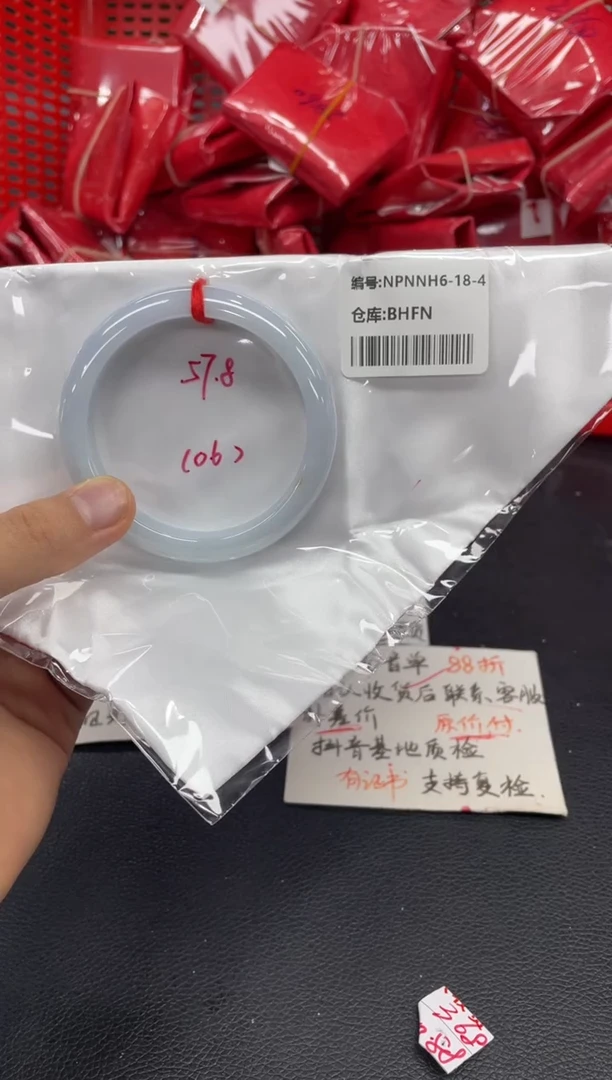 编号:NPNNH6-18-4
仓库:BHFN
57.8
(06)
首单 88折
收货后联系客服
差价 原价付.
抖音基地质检
有证书 支持复检.